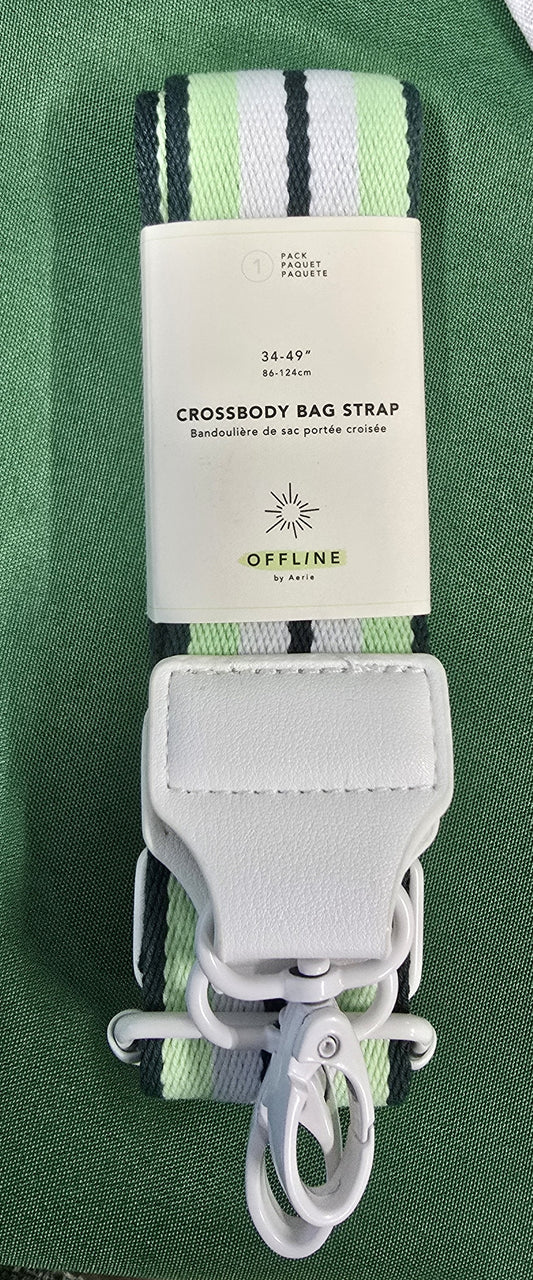 1
PACK
PAQUET
PAQUETE
34-49"
86-124cm
CROSSBODY BAG STRAP
Bandoulière de sac portée croisée
OFFLINE
by Aerie